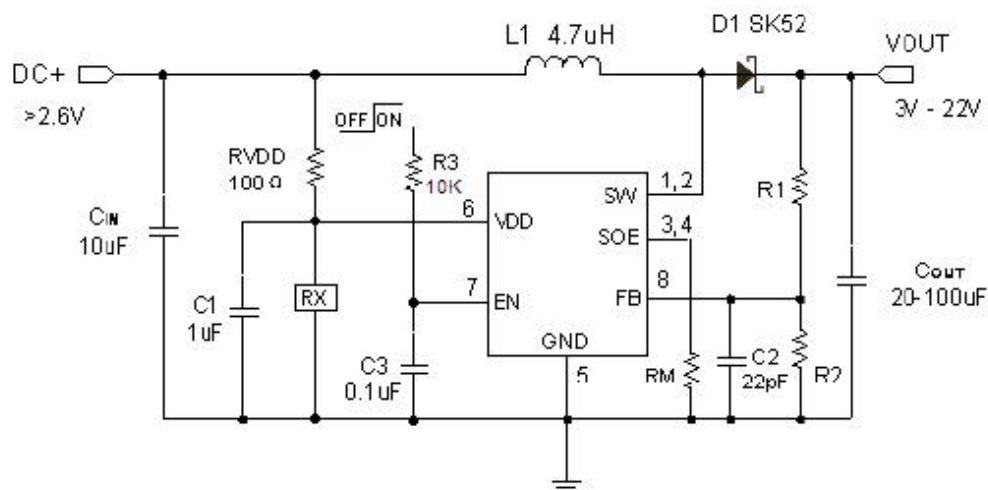 L1 4.7uH
D1 SK52
DC+
VOUT
>2.6V
3V - 22V
OFF ON
RVDD
100Ω
R3
10K
R1
1,2
SW
6
VDD
3,4
SOE
CIN
10uF
COUT
20-100uF
8
FB
7
EN
RX
C1
1uF
GND
C3
0.1uF
5
RM
C2
22pF
R2